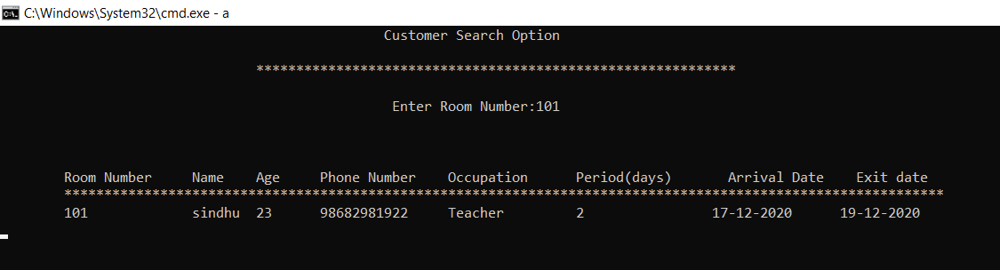 C:\Windows\System32\cmd.exe - a
Customer Search Option
************************************************************
Enter Room Number:101
Room Number Name Age Phone Number Occupation Period(days) Arrival Date Exit date
**************************************************************************************************************
101 sindhu 23 98682981922 Teacher 2 17-12-2020 19-12-2020